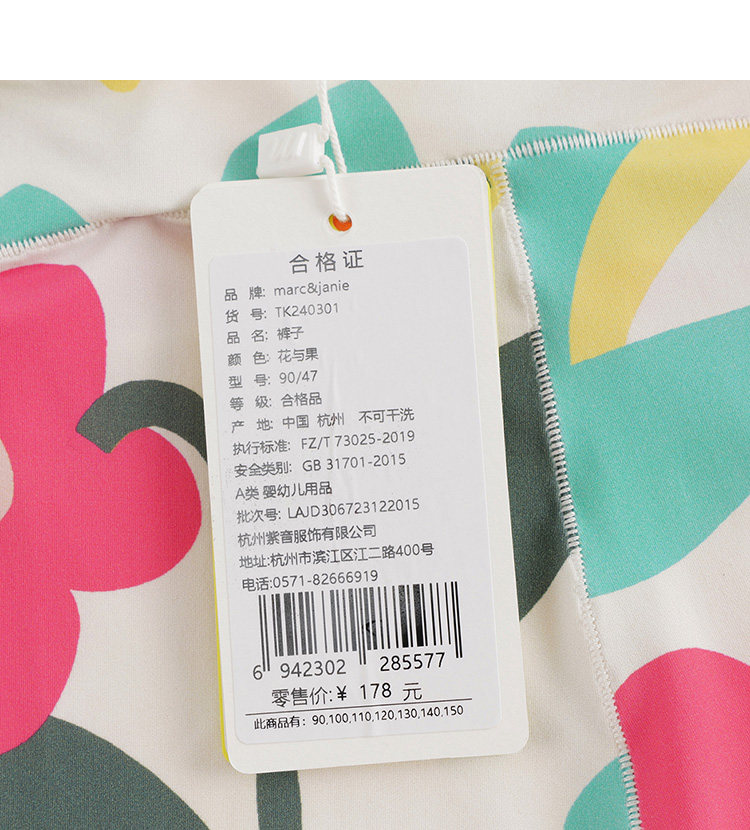 合格证
品 牌: marc&janie
货 号: TK240301
品 名: 裤子
颜 色: 花与果
型 号: 90/47
等 级: 合格品
产 地: 中国 杭州 不可干洗
执行标准: FZ/T 73025-2019
安全类别: GB 31701-2015
A类 婴幼儿用品
批次号: LAJD306723122015
杭州紫音服饰有限公司
地址:杭州市滨江区江二路400号
电话:0571-82666919
6 942302 285577
零售价:¥ 178 元
此商品有: 90,100,110,120,130,140,150